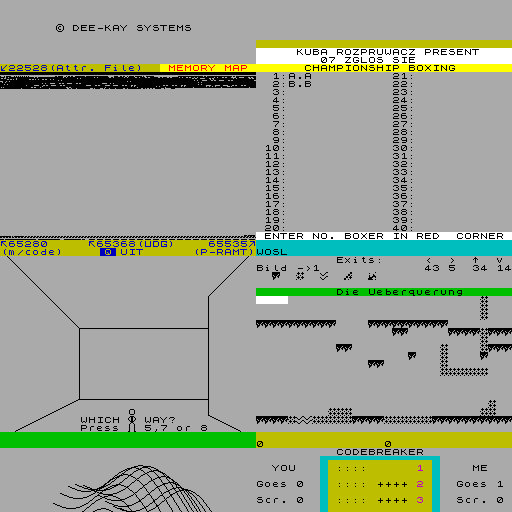 © DEE-KAY SYSTEMS
↙22528(Attr. File) MEMORY MAP
↖65280 ↖65368(UDG) 65535↗
(m/code) Q UIT (P-RAMT)
KUBA ROZPRUWACZ PRESENT
07 ZGLOS SIE
CHAMPIONSHIP BOXING
1:A.A 21:
2:B.B 22:
3: 23:
4: 24:
5: 25:
6: 26:
7: 27:
8: 28:
9: 29:
10: 30:
11: 31:
12: 32:
13: 33:
14: 34:
15: 35:
16: 36:
17: 37:
18: 38:
19: 39:
20: 40:
ENTER NO. BOXER IN RED CORNER
WOSL
WHICH WAY?
Press 5,7 or 8
Exits: < > ↑ v
Bild ->1 43 5 34 14
Die Ueberquerung
0 0
CODEBREAKER
YOU :::: 1 ME
Goes 0 :::: ++++ 2 Goes 1
Scr. 0 :::: ++++ 3 Scr. 0